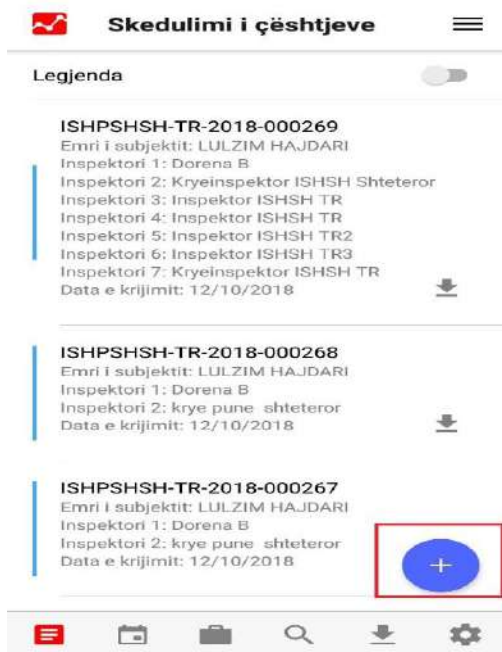 Skedulimi i çështjeve
Legjenda
ISHPSHSH-TR-2018-000269
Emri i subjektit: LULZIM HAJDARI
Inspektori 1: Dorena B
Inspektori 2: Kryeinspektor ISHSH Shteteror
Inspektori 3: Inspektor ISHSH TR
Inspektori 4: Inspektor ISHSH TR
Inspektori 5: Inspektor ISHSH TR2
Inspektori 6: Inspektor ISHSH TR3
Inspektori 7: Kryeinspektor ISHSH TR
Data e krijimit: 12/10/2018
ISHPSHSH-TR-2018-000268
Emri i subjektit: LULZIM HAJDARI
Inspektori 1: Dorena B
Inspektori 2: krye pune shteteror
Data e krijimit: 12/10/2018
ISHPSHSH-TR-2018-000267
Emri i subjektit: LULZIM HAJDARI
Inspektori 1: Dorena B
Inspektori 2: krye pune shteteror
Data e krijimit: 12/10/2018